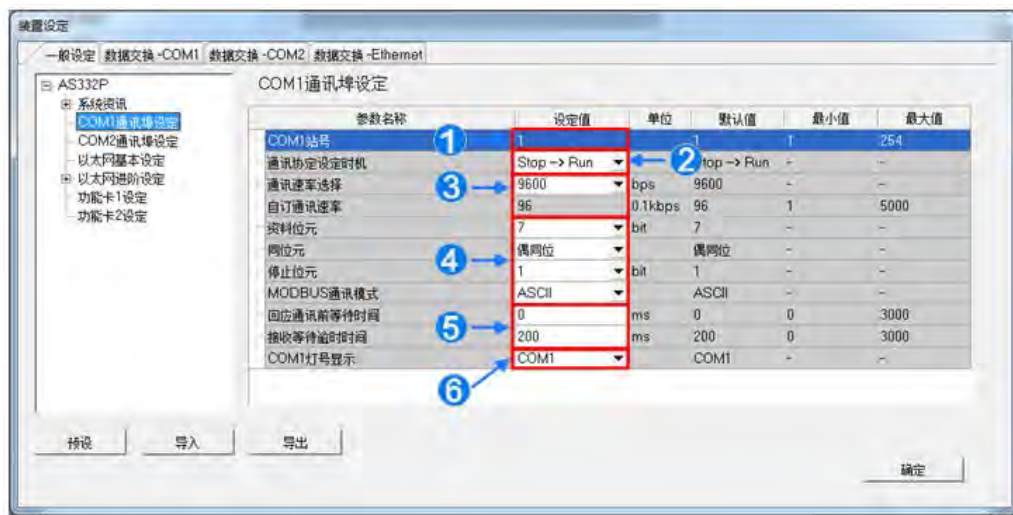 装置设定
一般设定 数据交换-COM1 数据交换-COM2 数据交换-Ethernet
AS332P
系统资讯
COM1通讯埠设定
COM2通讯埠设定
以太网基本设定
以太网进阶设定
功能卡1设定
功能卡2设定
COM1通讯埠设定
参数名称 设定值 单位 默认值 最小值 最大值
COM1站号 1 1 1 1 254
通讯协定设定时机 Stop -> Run 2 Stop -> Run - -
3 通讯速率选择 9600 bps 9600 - -
自订通讯速率 96 0.1kbps 96 1 5000
资料位元 7 bit 7 - -
同位元 4 偶同位 偶同位 - -
停止位元 1 bit 1 - -
MODBUS通讯模式 ASCII ASCII - -
回应通讯前等待时间 5 0 ms 0 0 3000
接收等待逾时时间 200 ms 200 0 3000
COM1灯号显示 COM1 COM1 - -
6
预设 导入 导出
确定